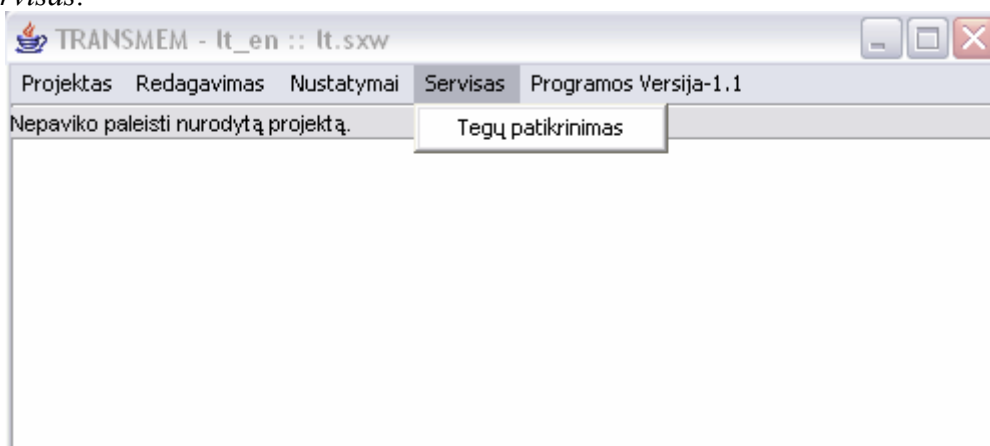 rvisas.
TRANSMEM - lt_en :: lt.sxw
Projektas Redagavimas Nustatymai Servisas Programos Versija-1.1
Nepaviko paleisti nurodytą projektą.
Tegų patikrinimas